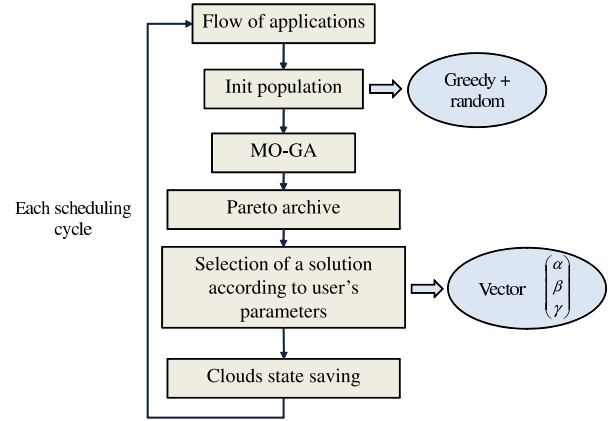 Flow of applications
Init population
Greedy +
random
MO-GA
Pareto archive
Each scheduling
cycle
Selection of a solution
according to user's
parameters
Vector
α
β
γ
Clouds state saving